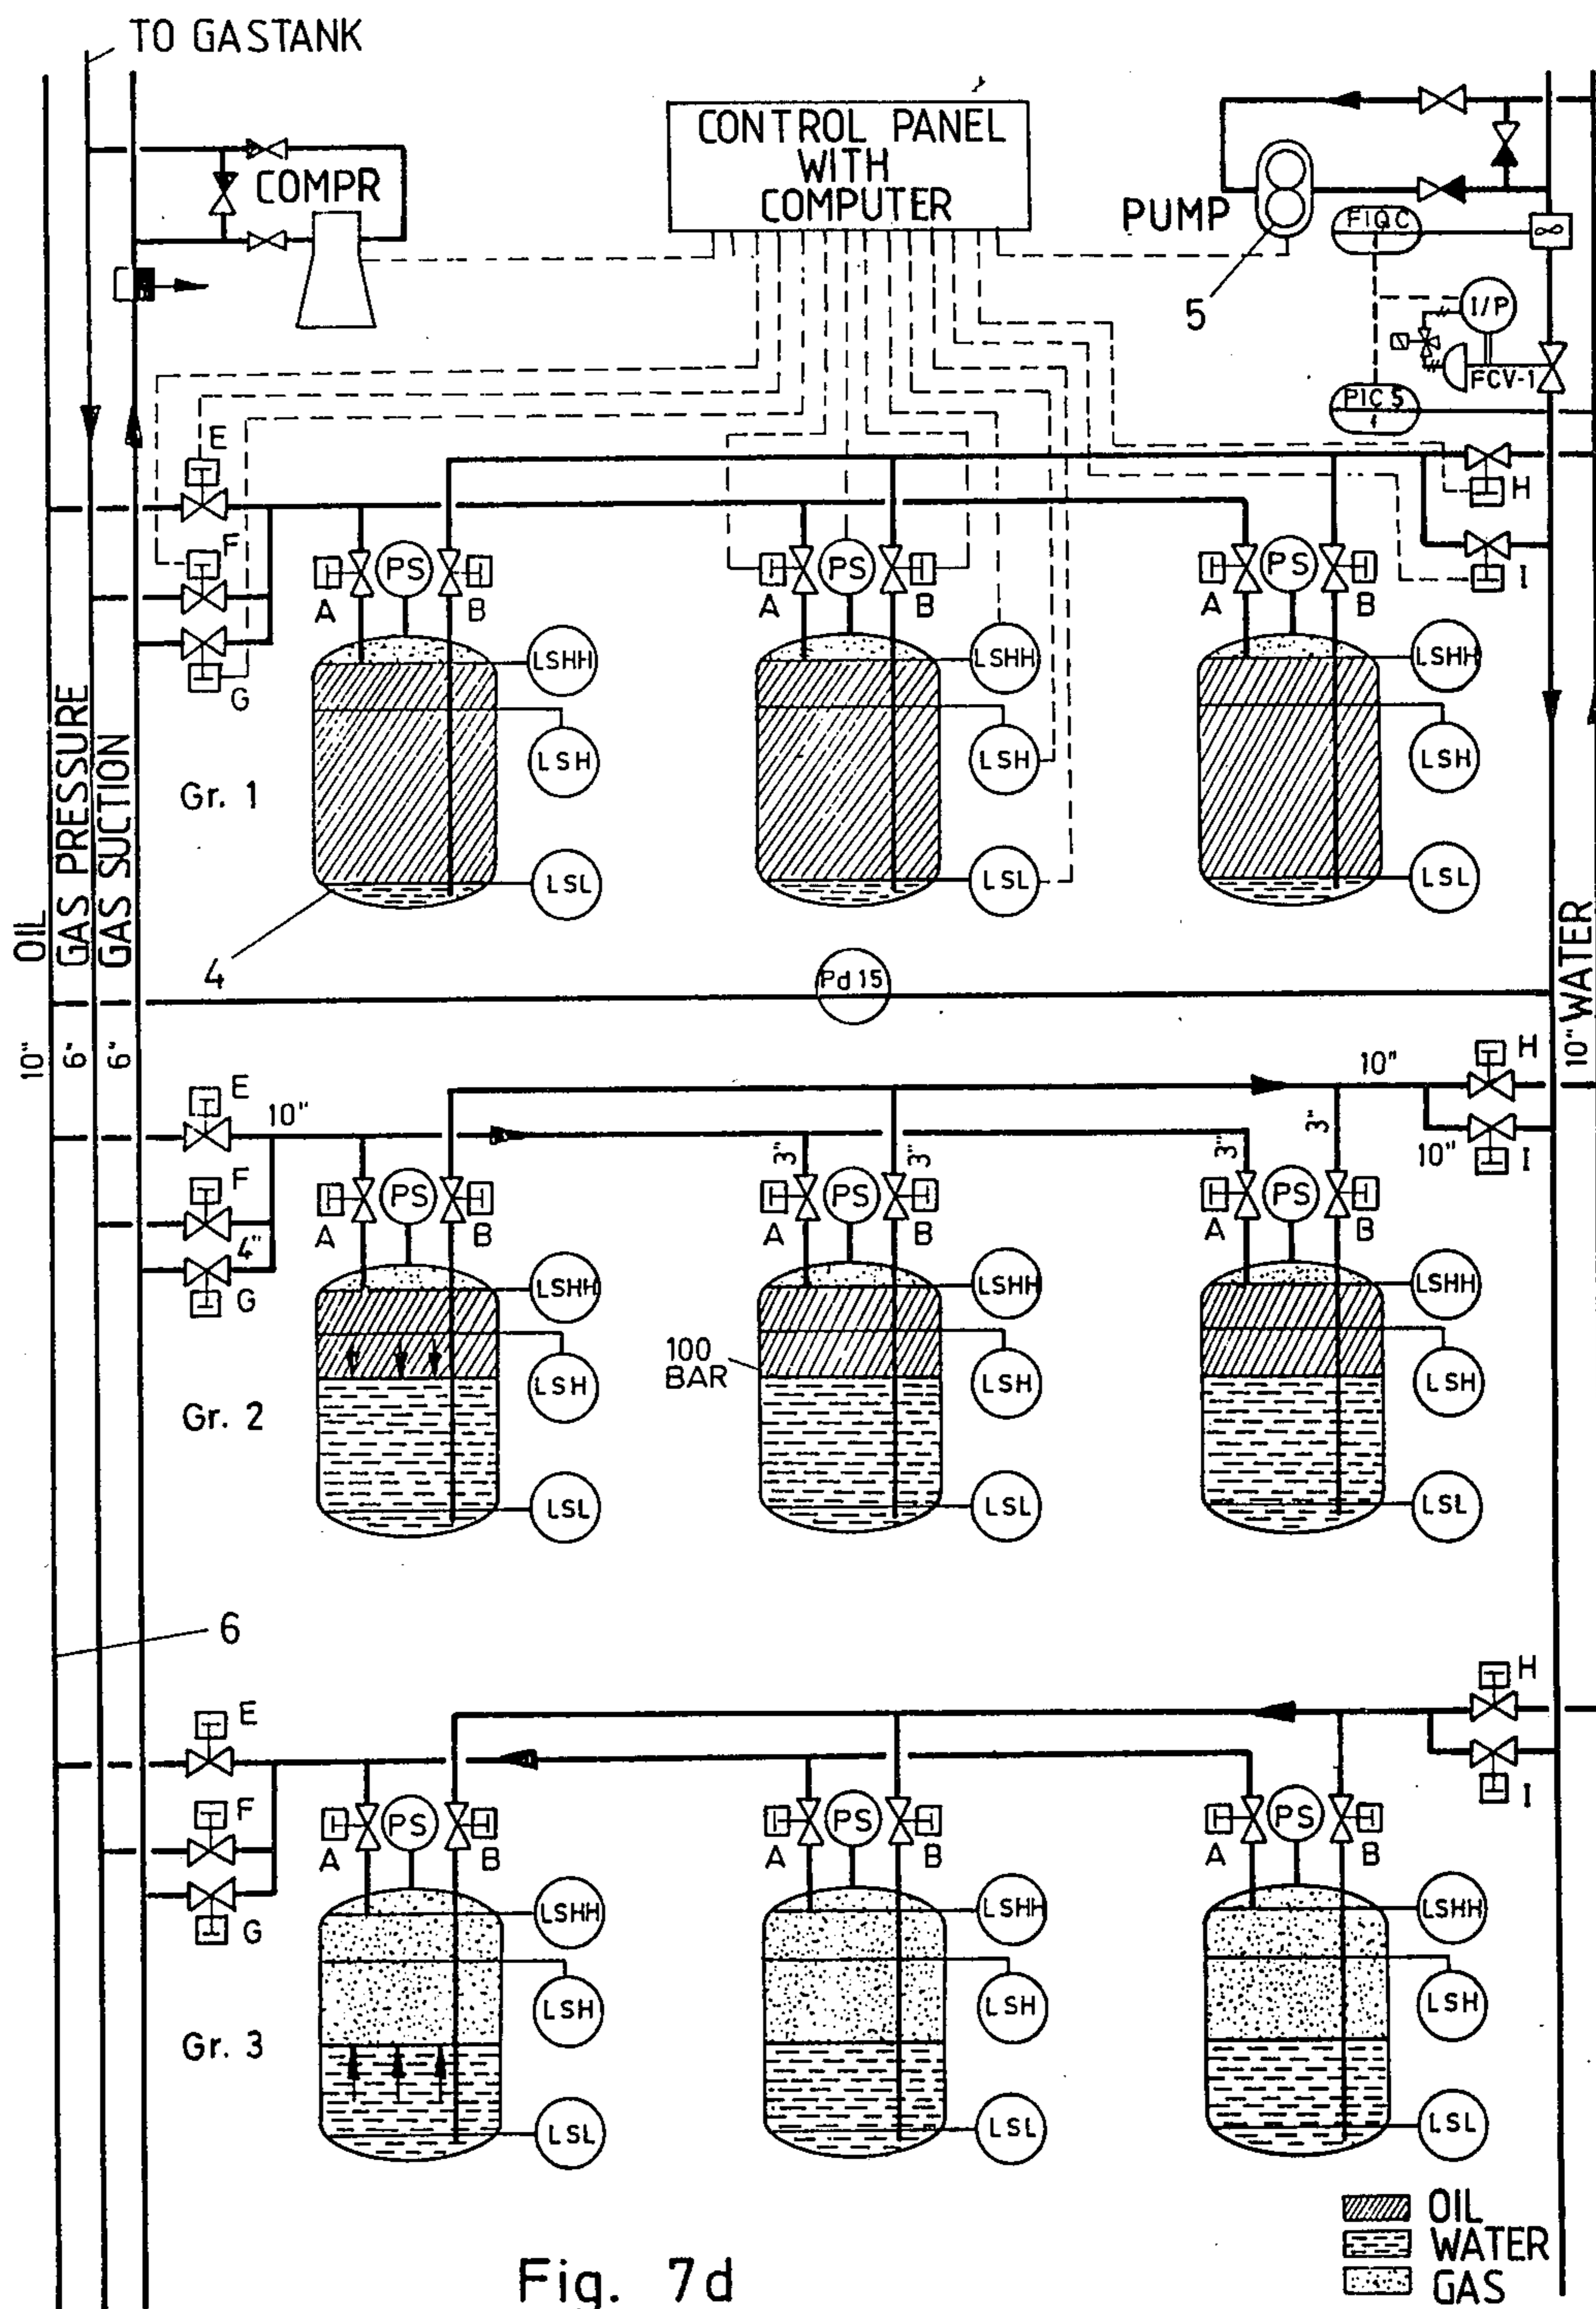 TO GASTANK
CONTROL PANEL
WITH
COMPUTER
COMPR
PUMP
5
FIQ C
I/P
FCV-1
PIC 5
1
E
F
G
H
I
A
PS
B
A
PS
B
A
PS
B
LSHH
LSH
LSL
LSHH
LSH
LSL
LSHH
LSH
LSL
Gr. 1
4
OIL
GAS PRESSURE
GAS SUCTION
10"
6"
6"
Pd 15
WATER
10"
E
10"
F
4"
G
10"
H
10"
I
3"
3"
3"
3"
A
PS
B
A
PS
B
A
PS
B
LSHH
LSH
LSL
100
BAR
LSHH
LSH
LSL
LSHH
LSH
LSL
Gr. 2
6
E
F
G
H
I
A
PS
B
A
PS
B
A
PS
B
LSHH
LSH
LSL
LSHH
LSH
LSL
LSHH
LSH
LSL
Gr. 3
OIL
WATER
GAS
Fig. 7d